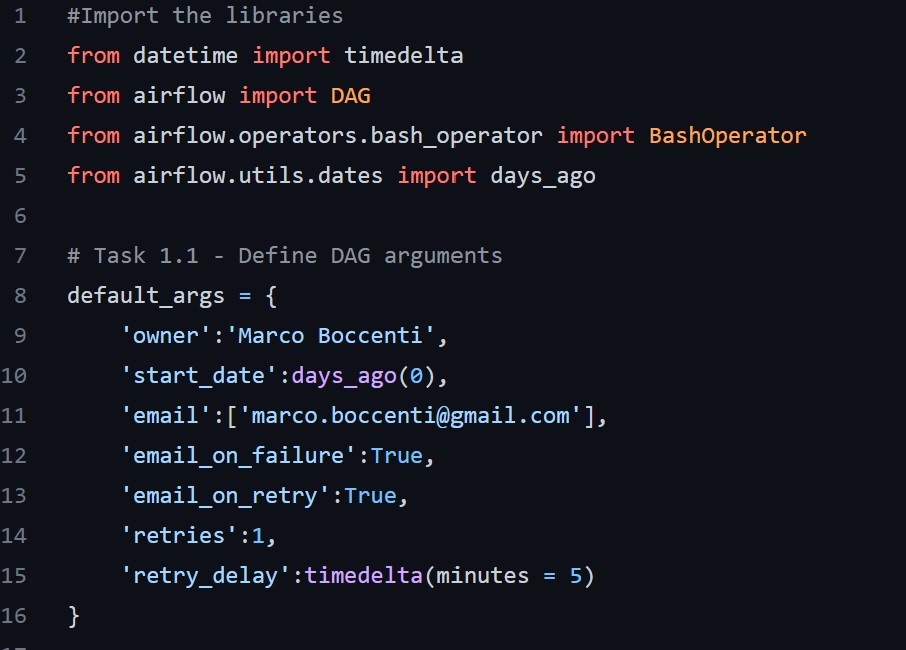 1 #Import the libraries
2 from datetime import timedelta
3 from airflow import DAG
4 from airflow.operators.bash_operator import BashOperator
5 from airflow.utils.dates import days_ago
6
7 # Task 1.1 - Define DAG arguments
8 default_args = {
9     'owner':'Marco Boccenti',
10     'start_date':days_ago(0),
11     'email':['marco.boccenti@gmail.com'],
12     'email_on_failure':True,
13     'email_on_retry':True,
14     'retries':1,
15     'retry_delay':timedelta(minutes = 5)
16 }